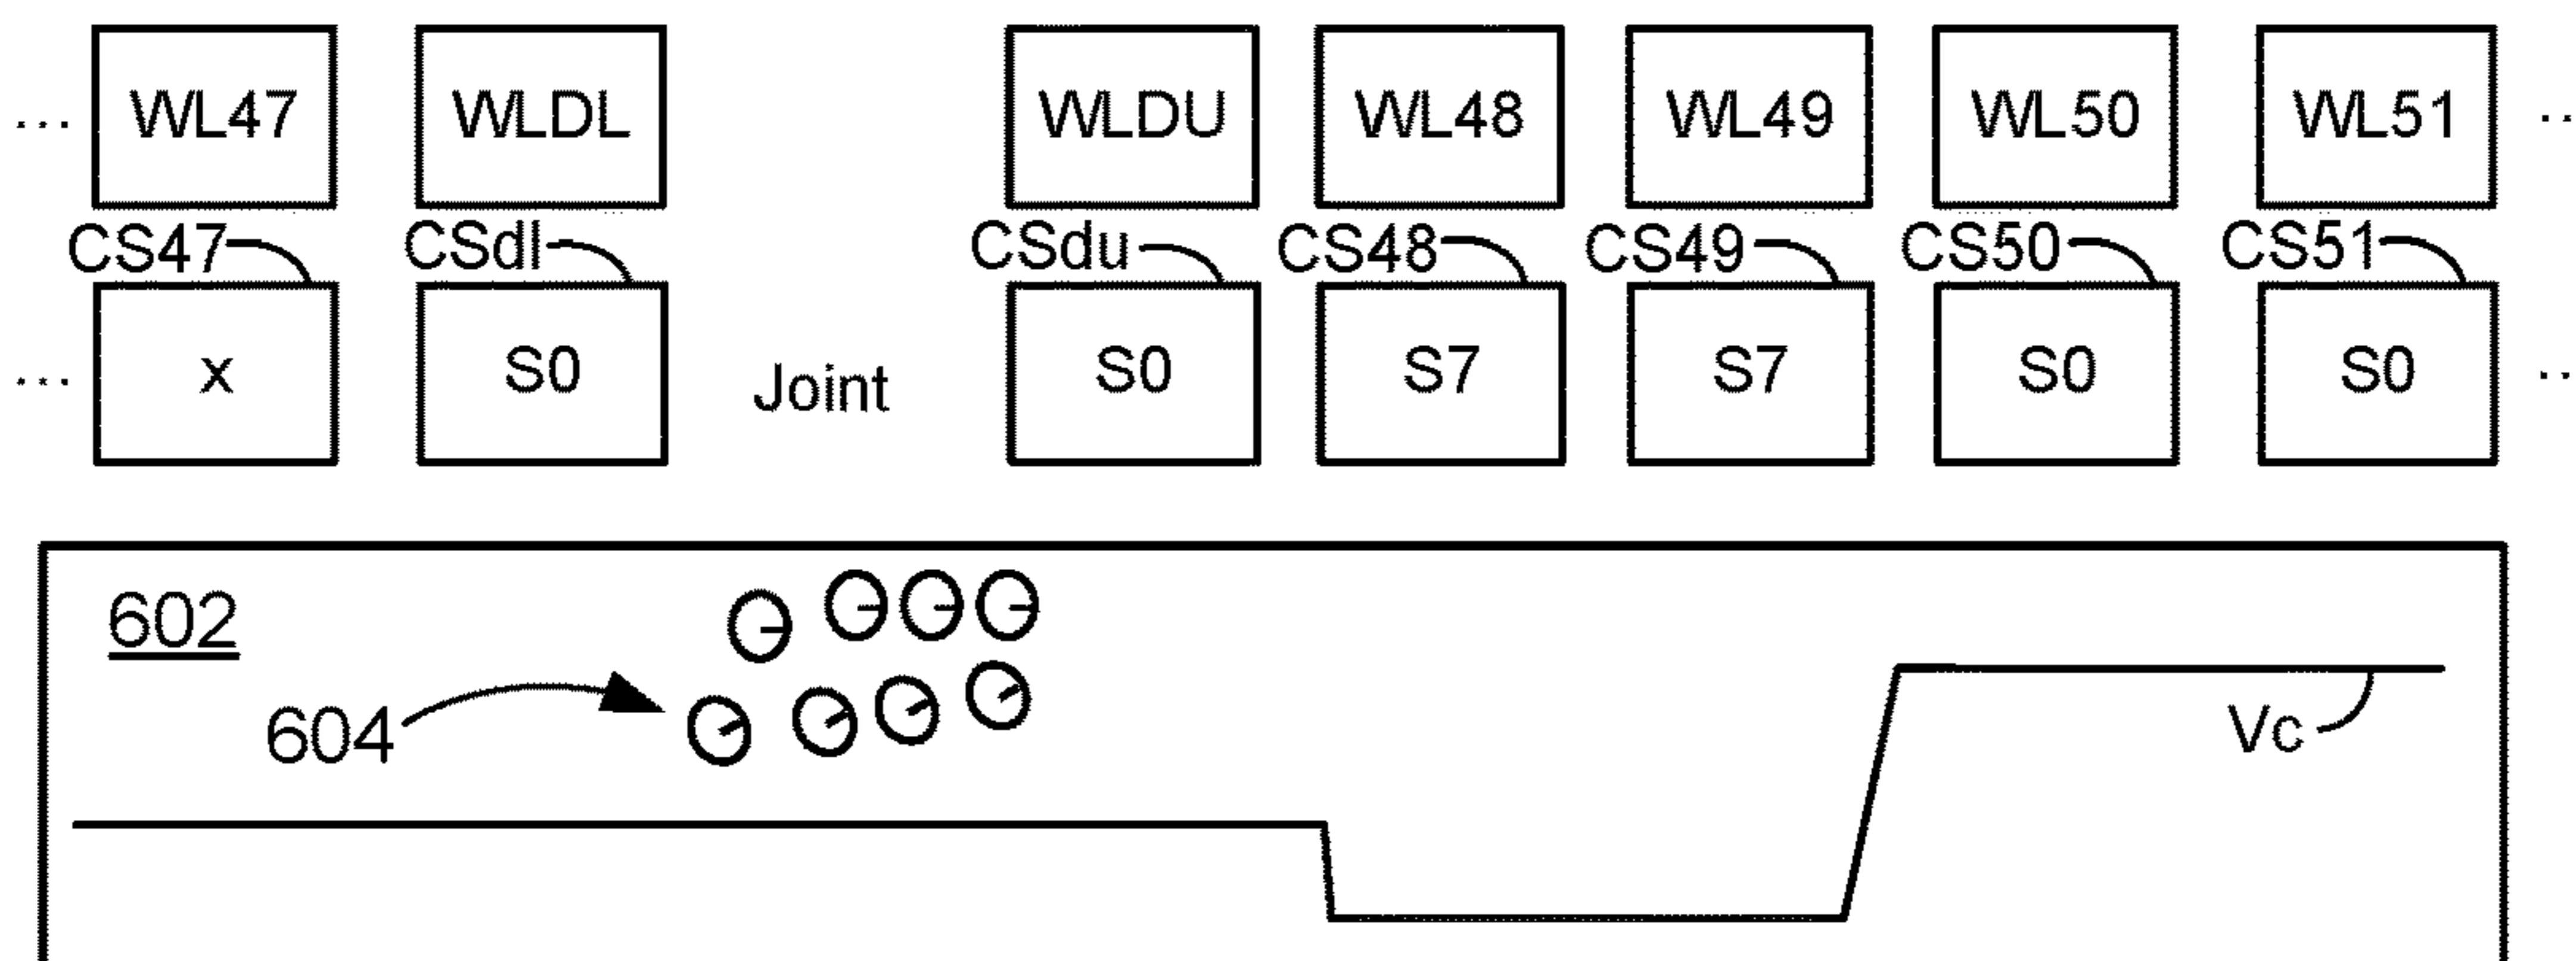 ... WL47 WLDL WLDU WL48 WL49 WL50 WL51 ..
CS47 CSdl CSdu CS48 CS49 CS50 CS51
... x S0 Joint S0 S7 S7 S0 S0 ..
602
604
Vc